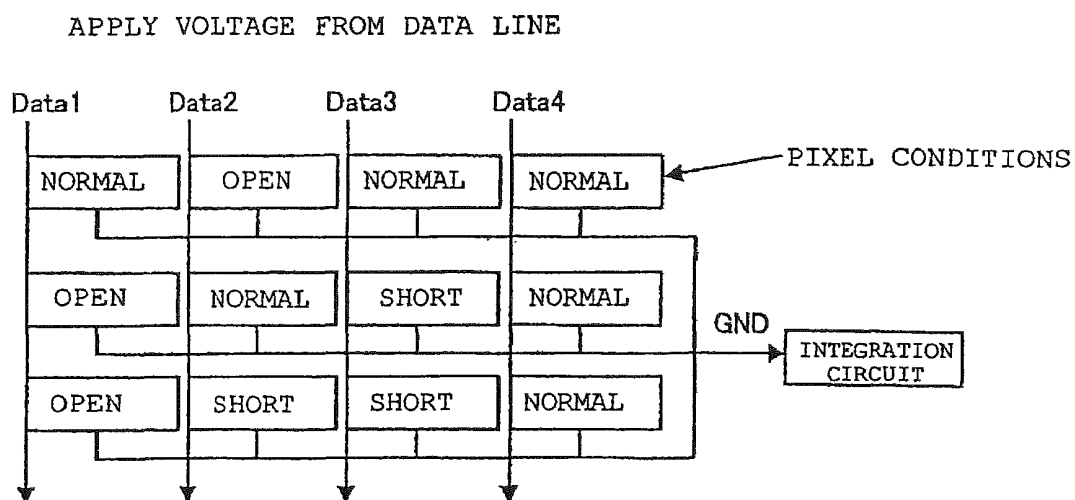 APPLY VOLTAGE FROM DATA LINE
Data1 Data2 Data3 Data4
PIXEL CONDITIONS
NORMAL OPEN NORMAL NORMAL
OPEN NORMAL SHORT NORMAL
GND
INTEGRATION
CIRCUIT
OPEN SHORT SHORT NORMAL